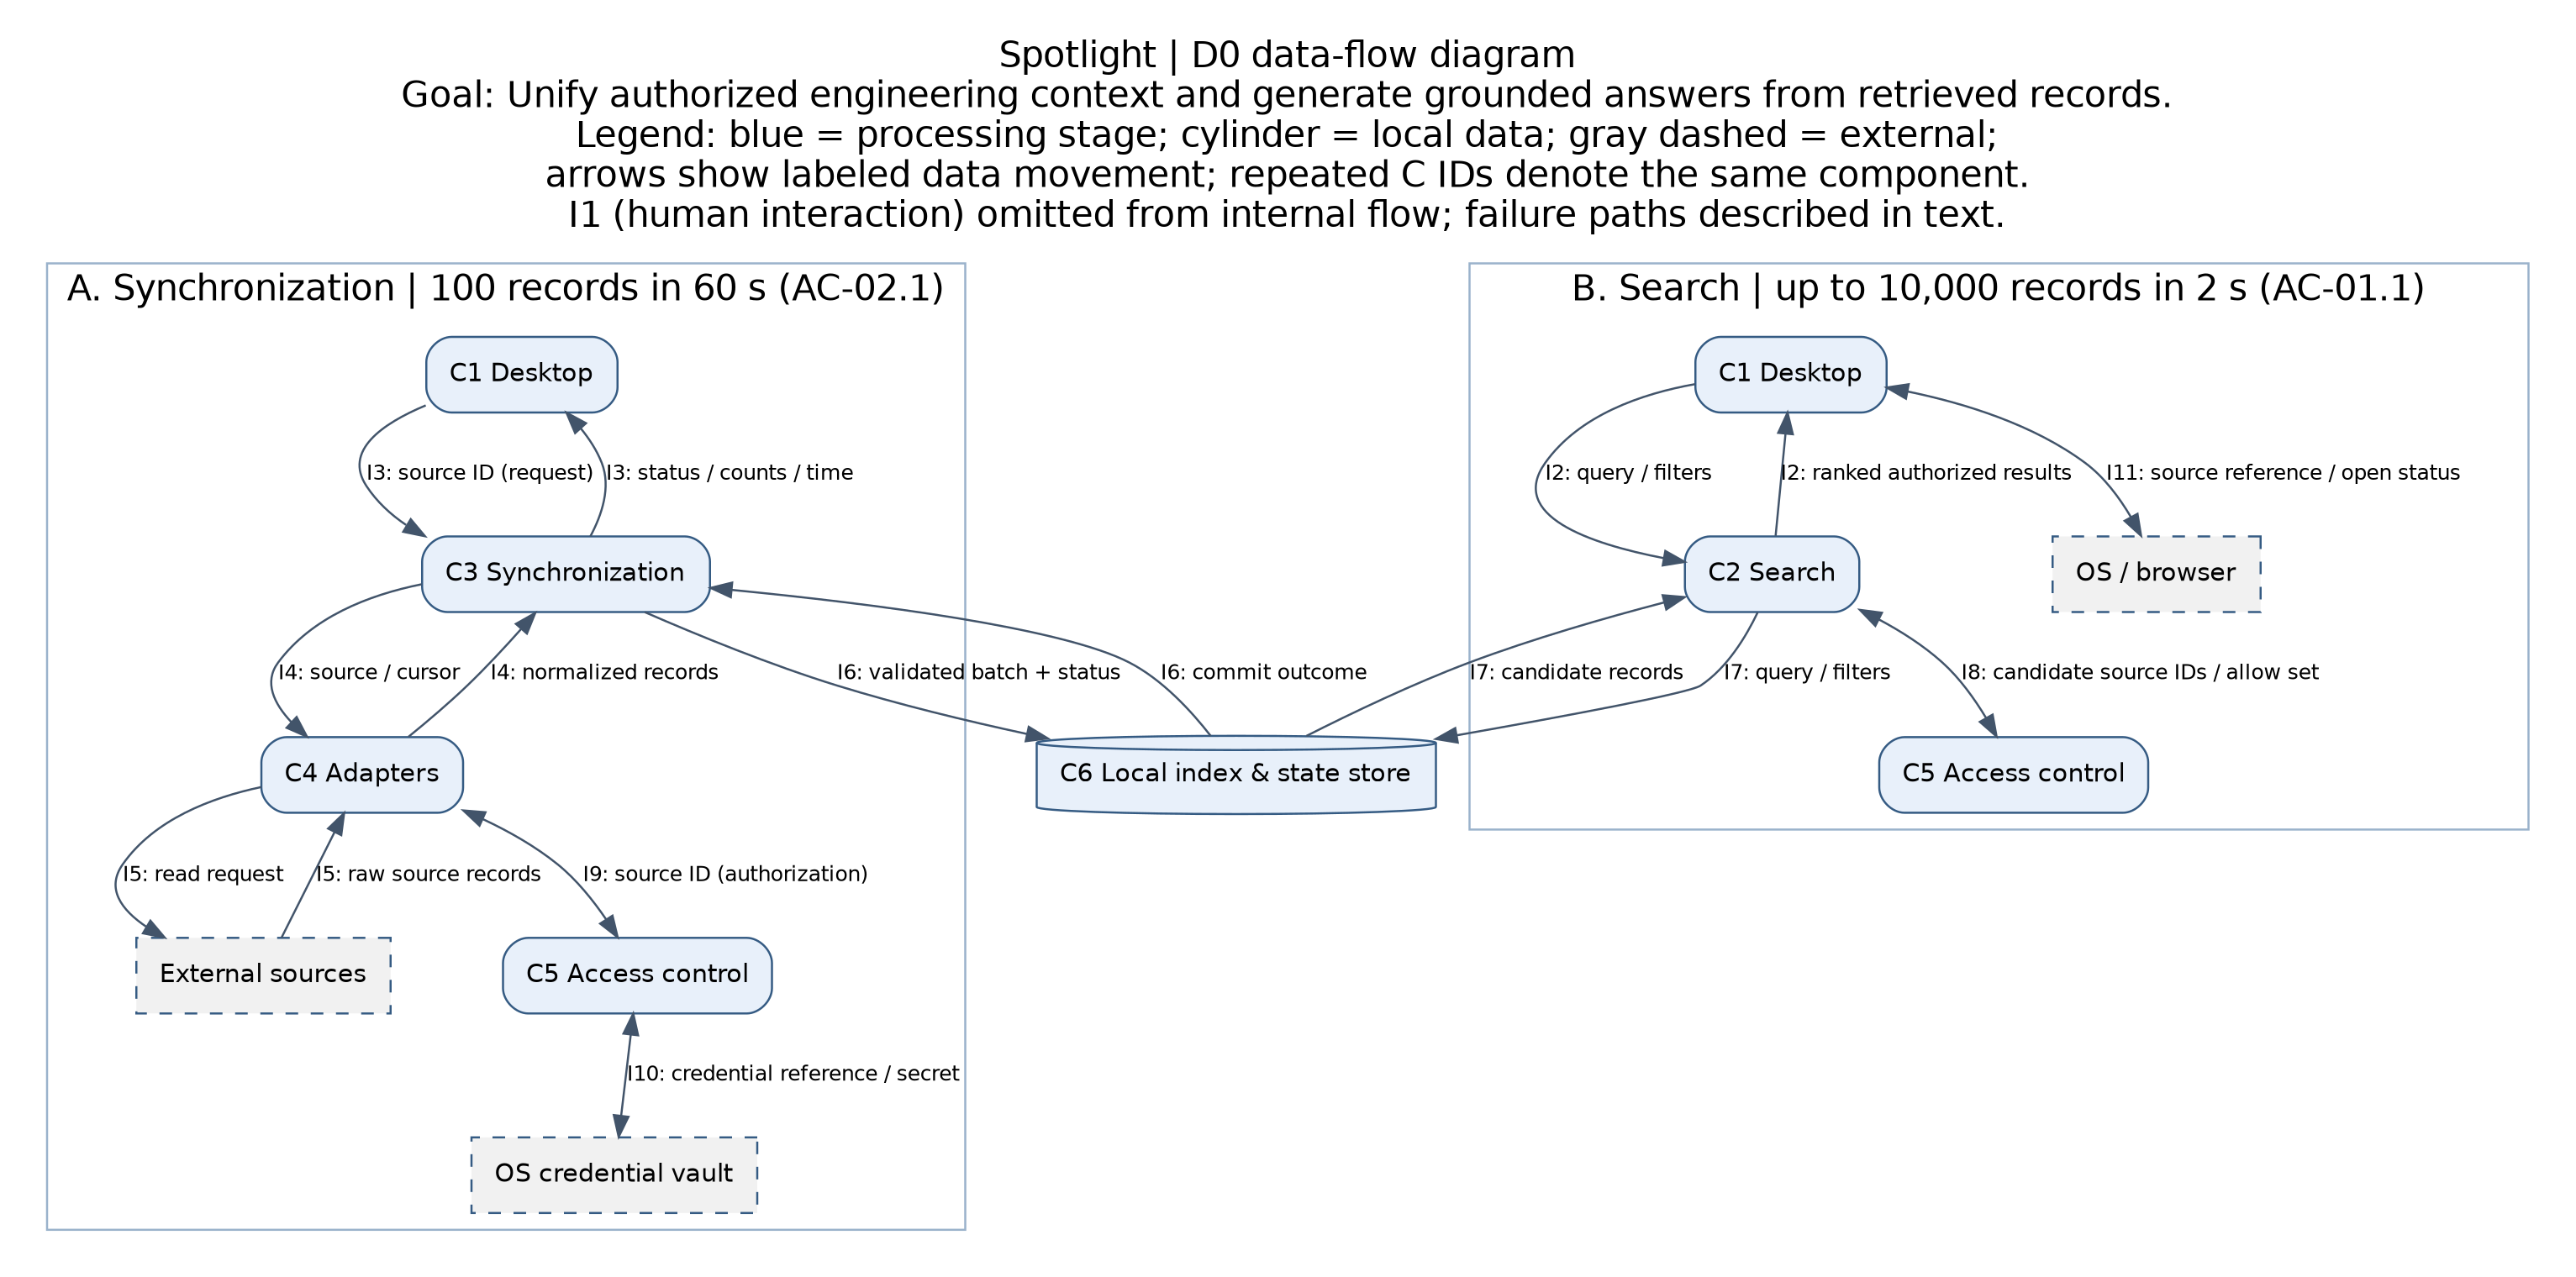 Spotlight | D0 data-flow diagram
Goal: Unify authorized engineering context and generate grounded answers from retrieved records.
Legend: blue = processing stage; cylinder = local data; gray dashed = external;
arrows show labeled data movement; repeated C IDs denote the same component.
I1 (human interaction) omitted from internal flow; failure paths described in text.
A. Synchronization | 100 records in 60 s (AC-02.1)
C1 Desktop
I3: source ID (request)
I3: status / counts / time
C3 Synchronization
I4: source / cursor
I4: normalized records
I6: validated batch + status
I6: commit outcome
C4 Adapters
C6 Local index & state store
I5: read request
I5: raw source records
I9: source ID (authorization)
External sources
C5 Access control
I10: credential reference / secret
OS credential vault
B. Search | up to 10,000 records in 2 s (AC-01.1)
C1 Desktop
I2: query / filters
I2: ranked authorized results
I11: source reference / open status
C2 Search
OS / browser
I7: candidate records
I7: query / filters
I8: candidate source IDs / allow set
C5 Access control